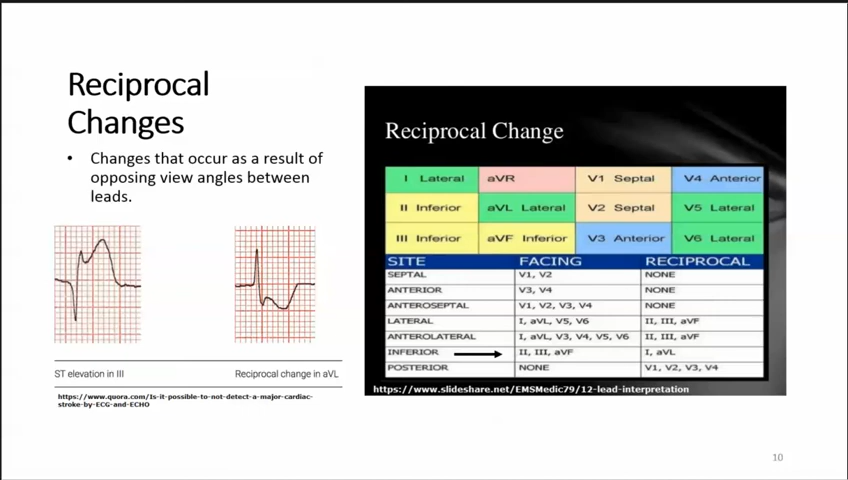 Reciprocal
Changes
• Changes that occur as a result of
opposing view angles between
leads.
ST elevation in III
Reciprocal change in aVL
https://www.quora.com/Is-it-possible-to-not-detect-a-major-cardiac-
stroke-by-ECG-and-ECHO
Reciprocal Change
I Lateral aVR V1 Septal V4 Anterior
II Inferior aVL Lateral V2 Septal V5 Lateral
III Inferior aVF Inferior V3 Anterior V6 Lateral
SITE FACING RECIPROCAL
SEPTAL V1, V2 NONE
ANTERIOR V3, V4 NONE
ANTEROSEPTAL V1, V2, V3, V4 NONE
LATERAL I, aVL, V5, V6 II, III, aVF
ANTEROLATERAL I, aVL, V3, V4, V5, V6 II, III, aVF
INFERIOR II, III, aVF I, aVL
POSTERIOR NONE V1, V2, V3, V4
https://www.slideshare.net/EMSMedic79/12-lead-interpretation
10